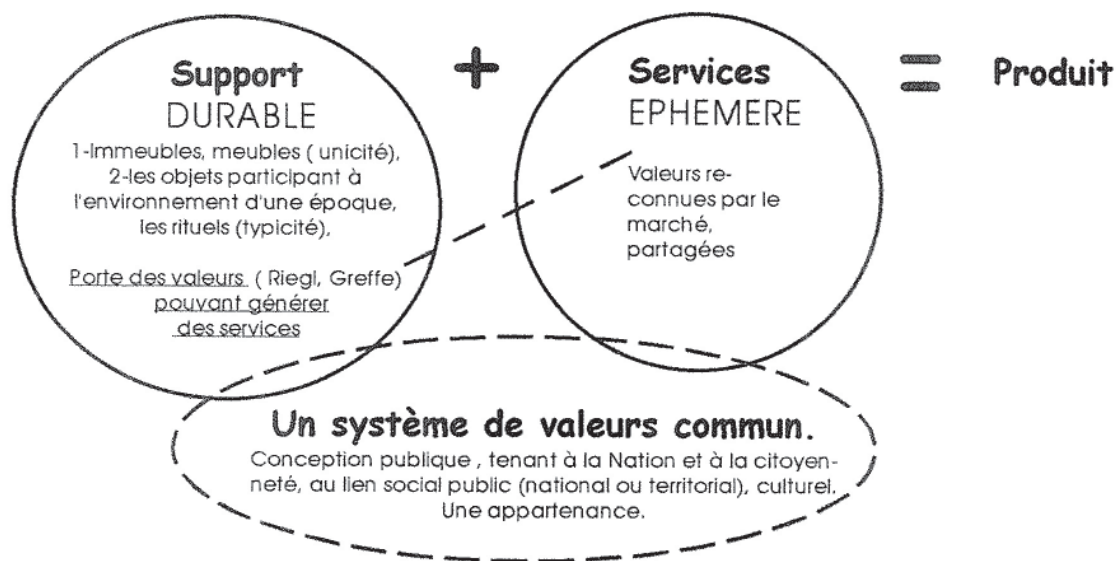 Support
DURABLE
1-Immeubles, meubles ( unicité),
2-les objets participant à
l'environnement d'une époque,
les rituels (typicité),
Porte des valeurs ( Riegl, Greffe)
pouvant générer
des services
+
Services
EPHEMERE
Valeurs re-
connues par le
marché,
partagées
=
Produit
Un système de valeurs commun.
Conception publique , tenant à la Nation et à la citoyen-
neté, au lien social public (national ou territorial), culturel.
Une appartenance.